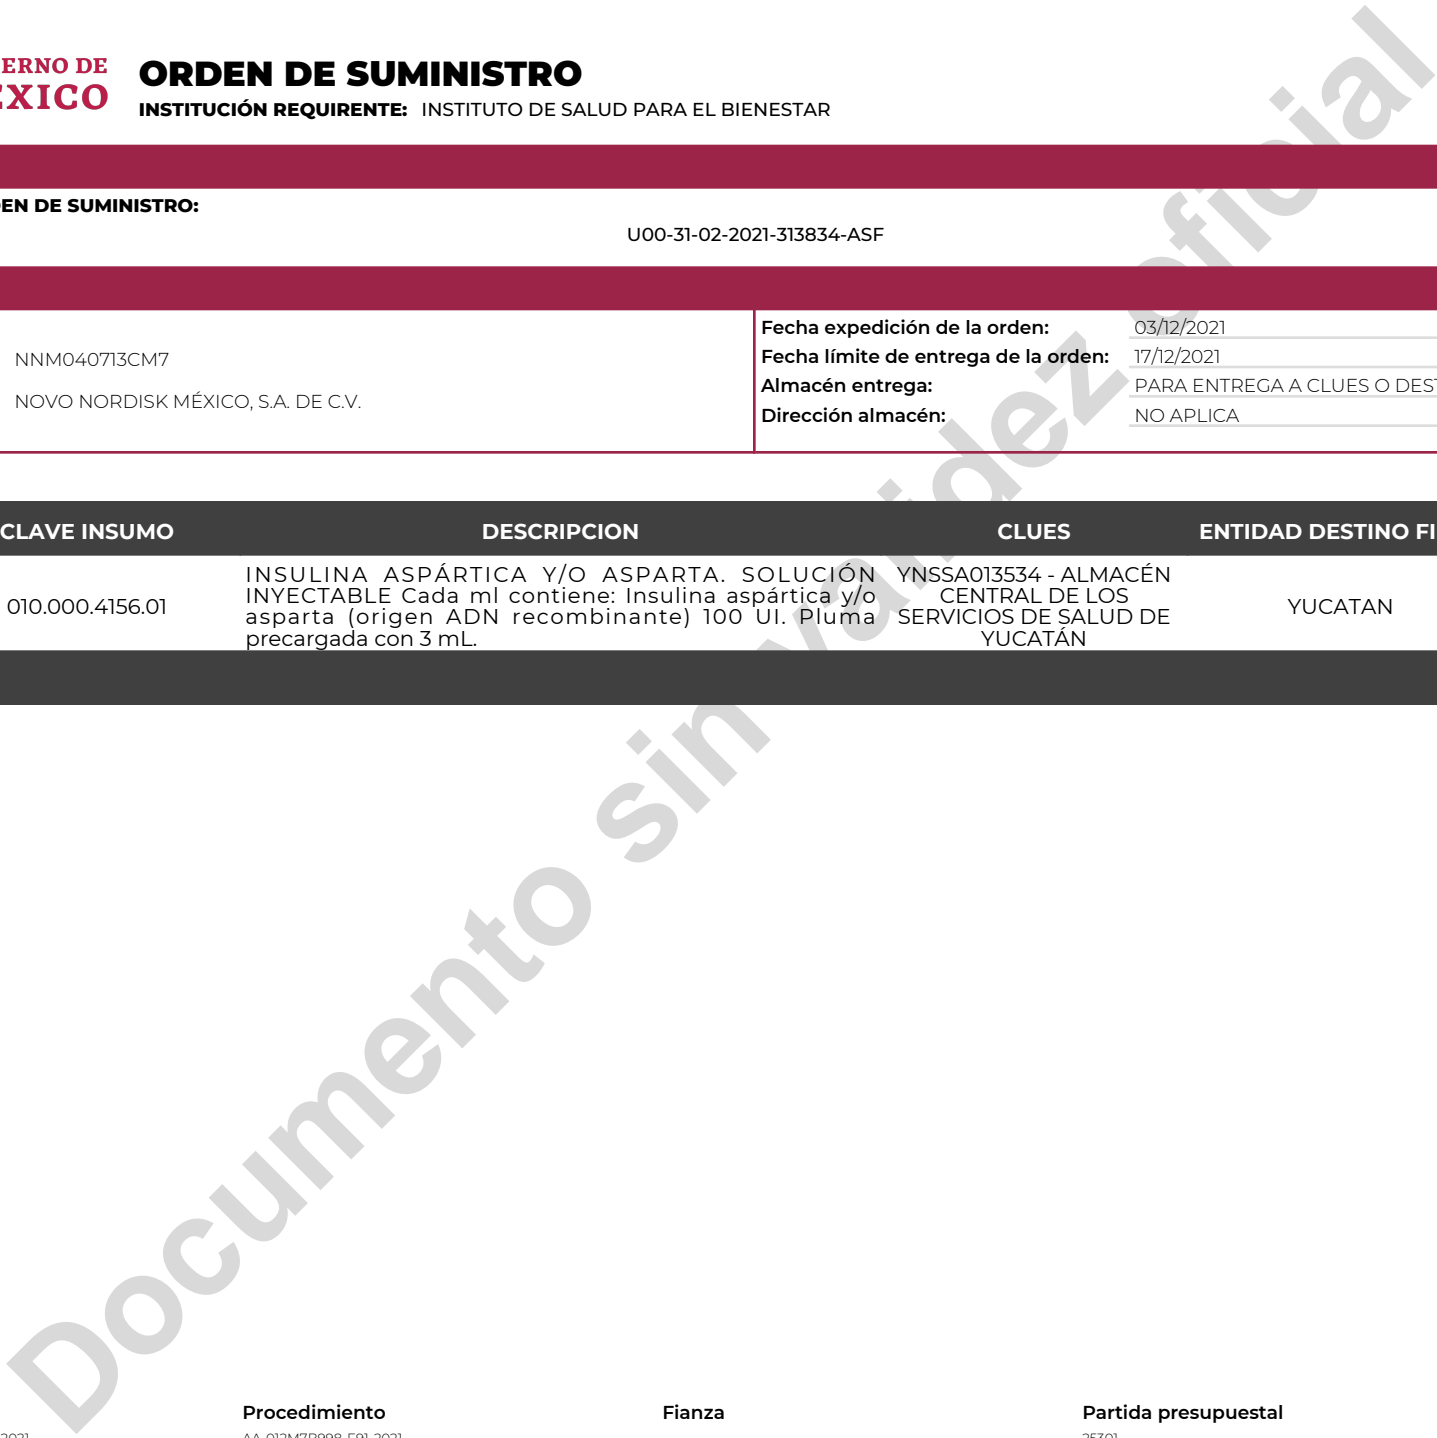 ERNO DE
ÉXICO
ORDEN DE SUMINISTRO
INSTITUCIÓN REQUIRENTE: INSTITUTO DE SALUD PARA EL BIENESTAR
EN DE SUMINISTRO:
U00-31-02-2021-313834-ASF
NNM040713CM7
NOVO NORDISK MÉXICO, S.A. DE C.V.
Fecha expedición de la orden: 03/12/2021
Fecha límite de entrega de la orden: 17/12/2021
Almacén entrega: PARA ENTREGA A CLUES O DEST
Dirección almacén: NO APLICA
CLAVE INSUMO DESCRIPCION CLUES ENTIDAD DESTINO FI
010.000.4156.01
INSULINA ASPÁRTICA Y/O ASPARTA. SOLUCIÓN
INYECTABLE Cada ml contiene: Insulina aspártica y/o
asparta (origen ADN recombinante) 100 UI. Pluma
precargada con 3 mL.
YNSSA013534 - ALMACÉN
CENTRAL DE LOS
SERVICIOS DE SALUD DE
YUCATÁN
YUCATAN
Documento sin validez oficial
Procedimiento Fianza Partida presupuestal